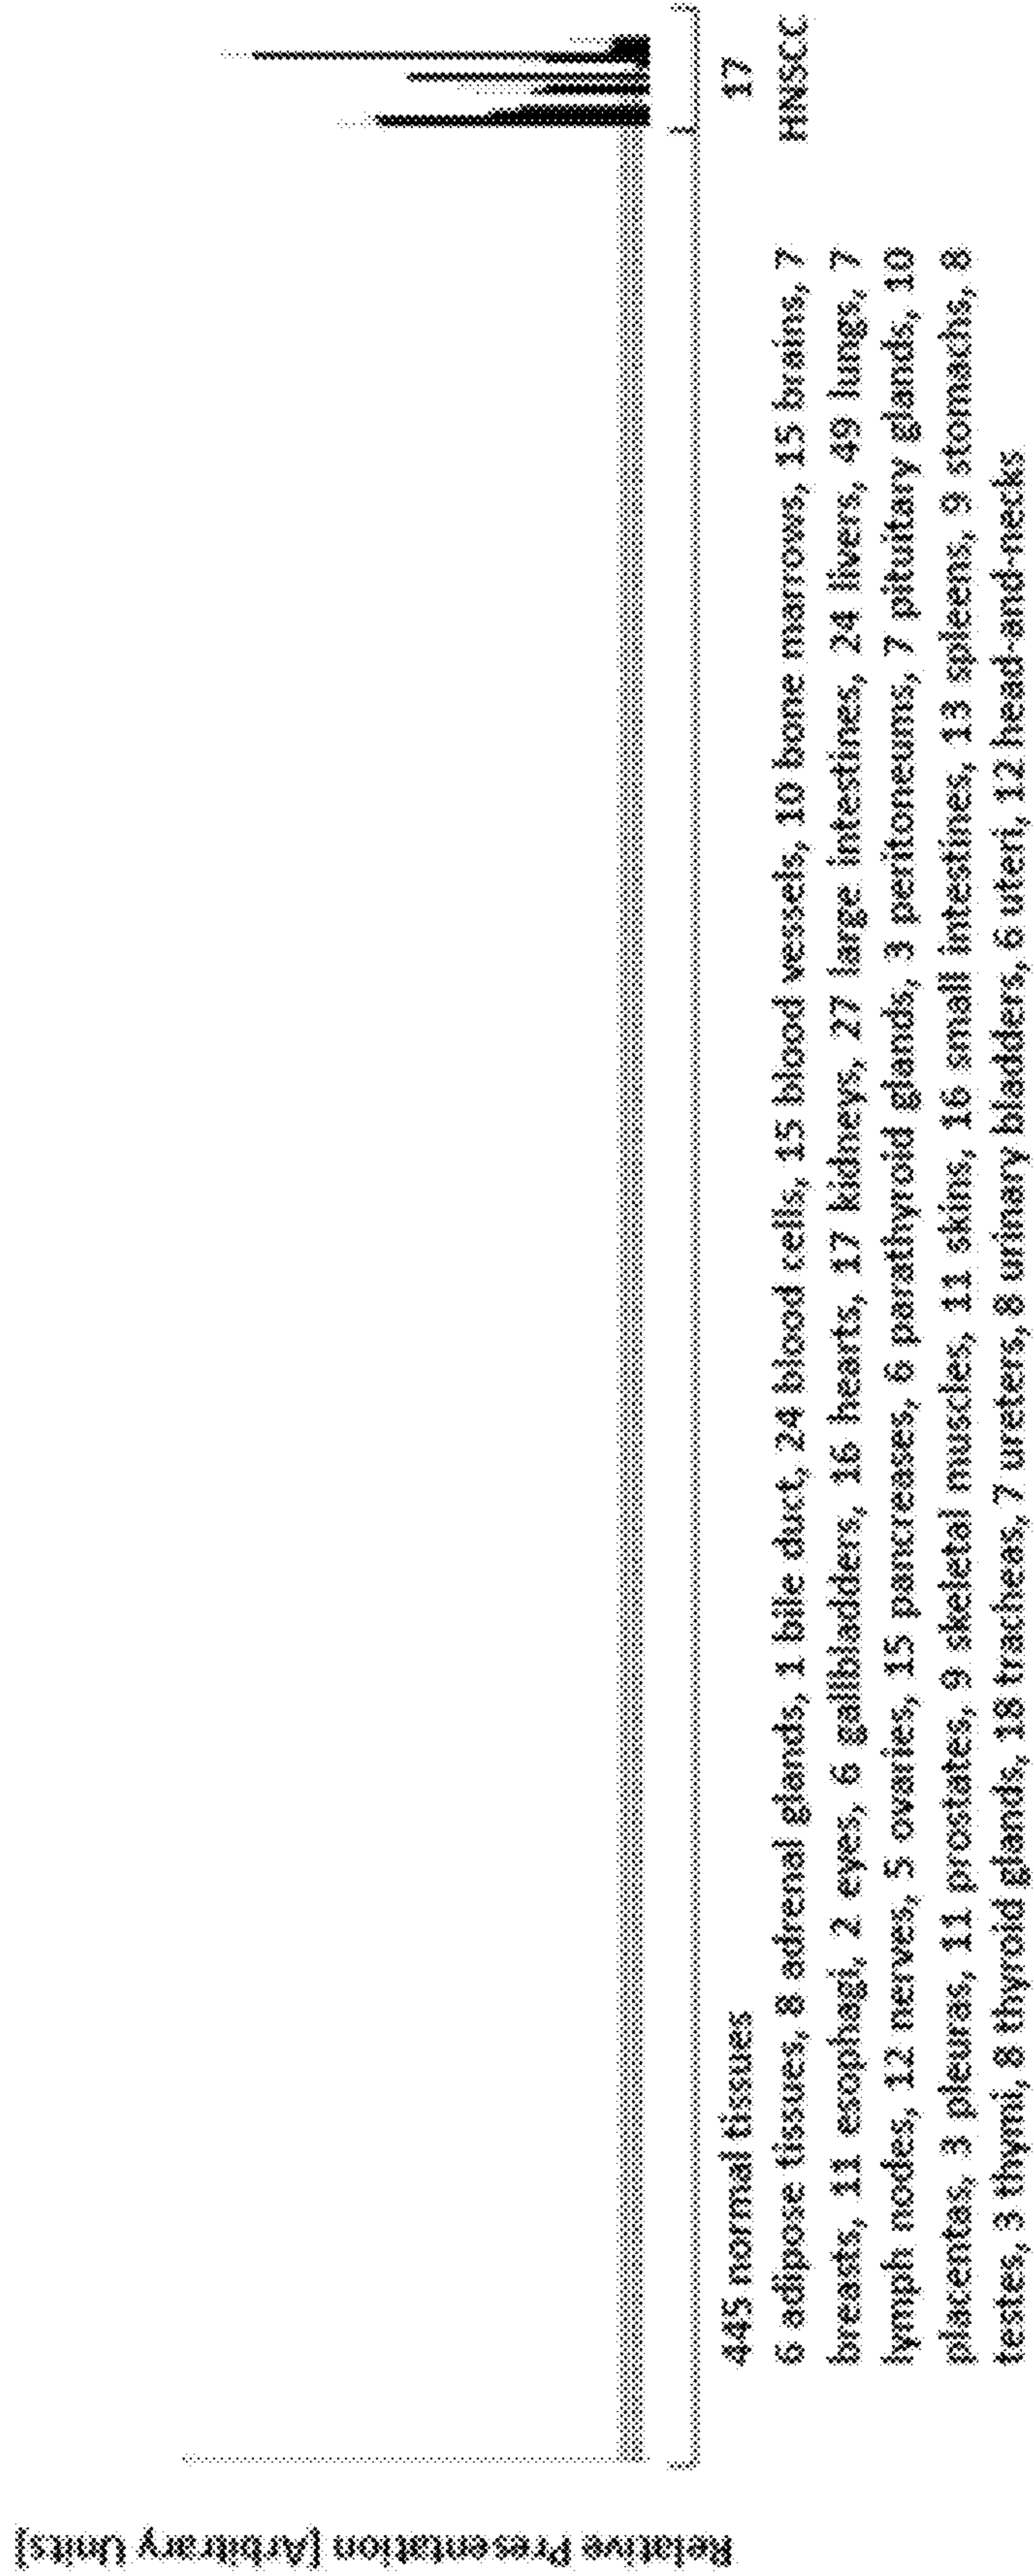 Relative Presentation [Arbitrary Units]
445 normal tissues
17
HNSCC
6 adipose tissues, 8 adrenal glands, 1 bile duct, 24 blood cells, 15 blood vessels, 10 bone marrows, 15 brains, 7
breasts, 11 esophagi, 2 eyes, 6 gallbladders, 16 hearts, 17 kidneys, 27 large intestines, 24 livers, 49 lungs, 7
lymph nodes, 12 nerves, 5 ovaries, 15 pancreases, 6 parathyroid glands, 3 peritoneums, 7 pituitary glands, 10
placentas, 3 pleuras, 11 prostates, 9 skeletal muscles, 11 skins, 16 small intestines, 13 spleens, 9 stomachs, 8
testes, 3 thymi, 8 thyroid glands, 18 tracheas, 7 ureters, 8 urinary bladders, 6 uteri, 12 head-and-necks